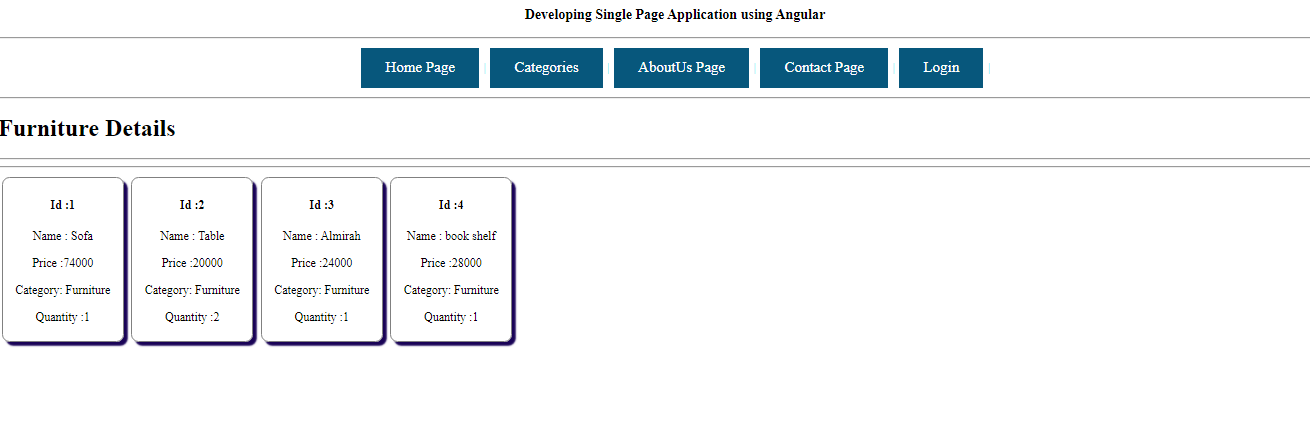 Developing Single Page Application using Angular
Home Page | Categories | AboutUs Page | Contact Page | Login |
Furniture Details
Id :1 Id :2 Id :3 Id :4
Name : Sofa Name : Table Name : Almirah Name : book shelf
Price :74000 Price :20000 Price :24000 Price :28000
Category: Furniture Category: Furniture Category: Furniture Category: Furniture
Quantity :1 Quantity :2 Quantity :1 Quantity :1